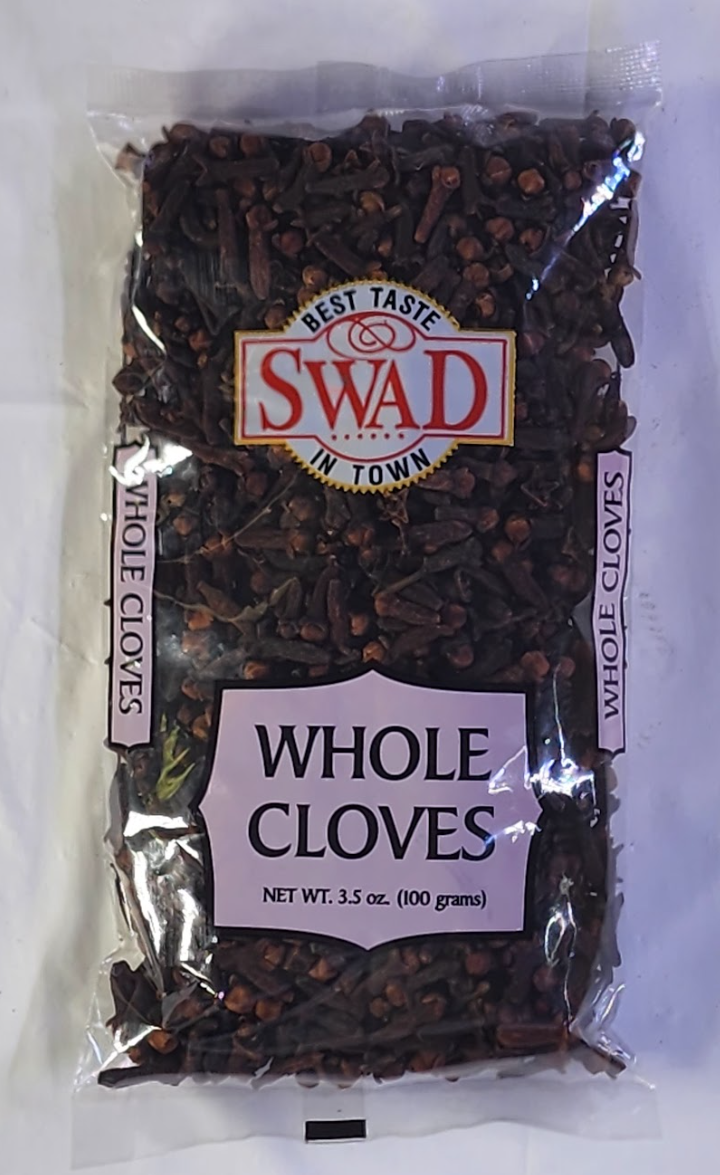 BEST TASTE
SWAD
IN TOWN
WHOLE CLOVES
WHOLE CLOVES
WHOLE
CLOVES
NET WT. 3.5 oz. (100 grams)